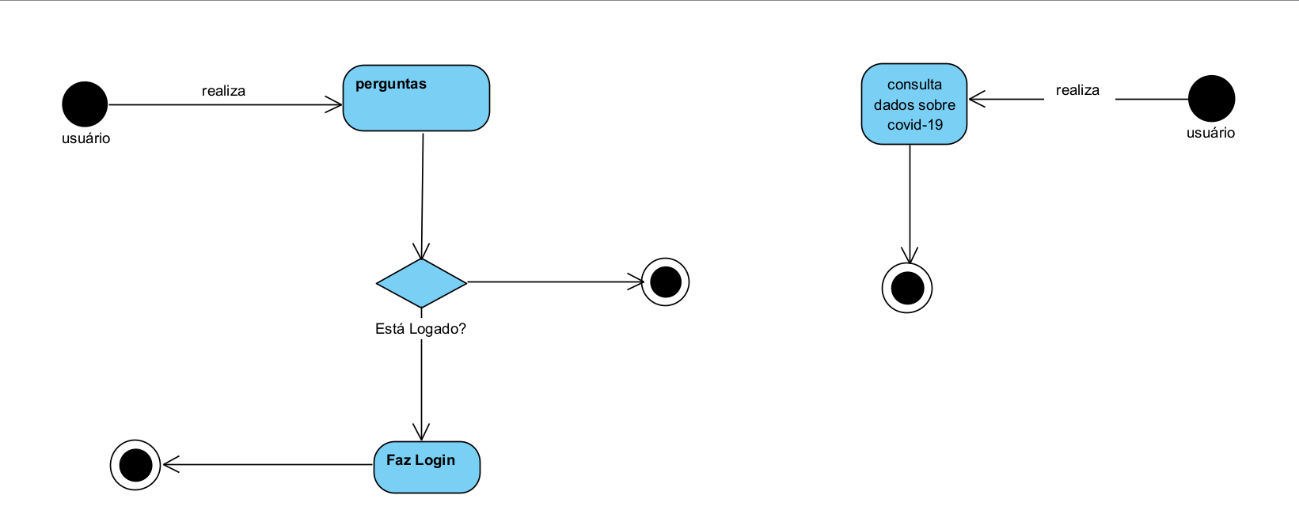 realiza
perguntas
usuário
Está Logado?
Faz Login
consulta
dados sobre
covid-19
realiza
usuário